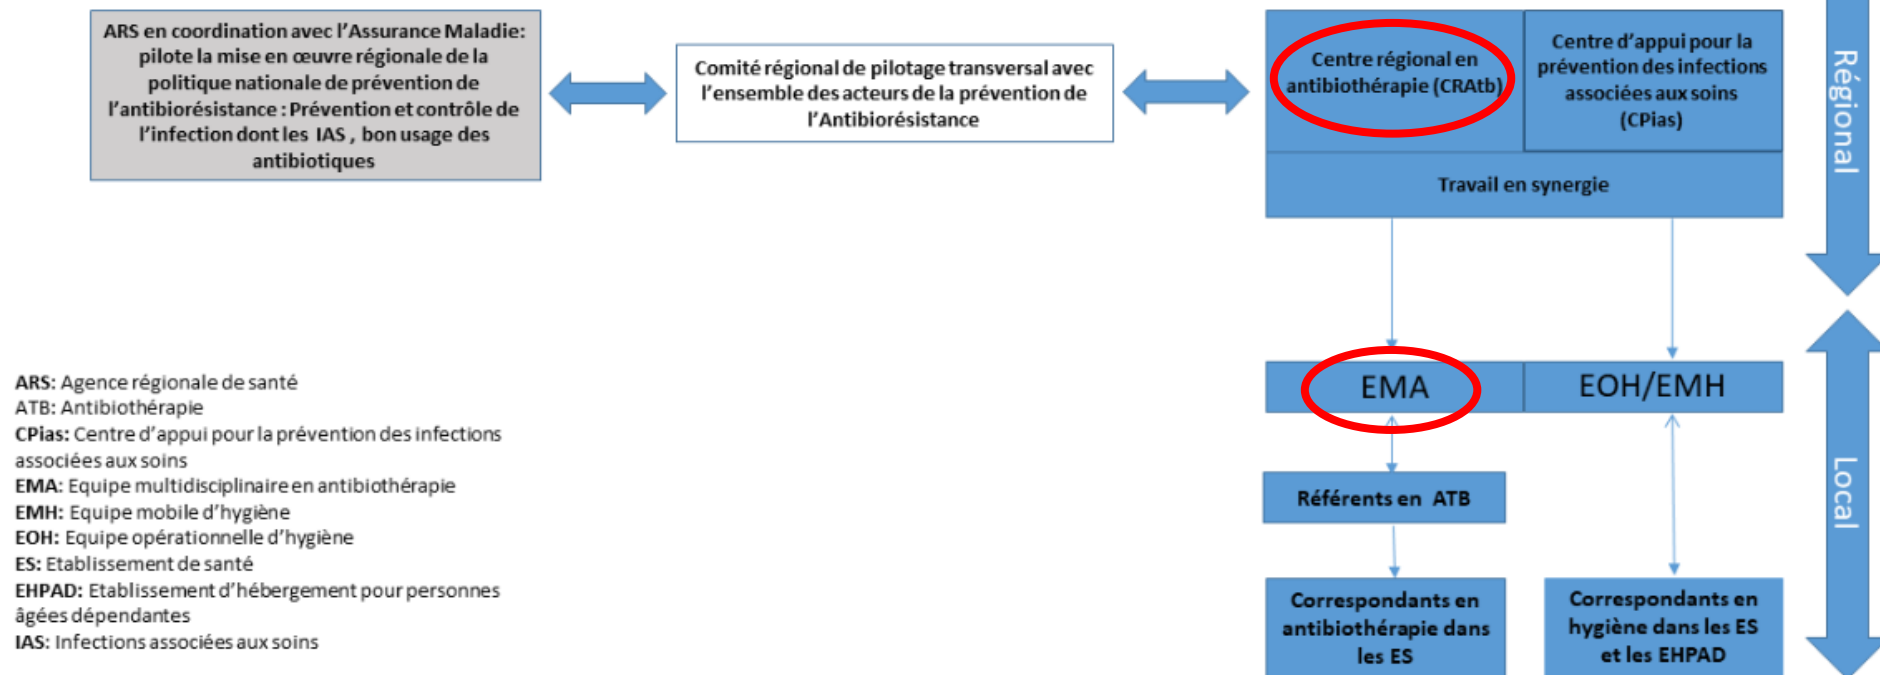 ARS en coordination avec l'Assurance Maladie:
pilote la mise en œuvre régionale de la
politique nationale de prévention de
l'antibiorésistance : Prévention et contrôle de
l'infection dont les IAS , bon usage des
antibiotiques
Comité régional de pilotage transversal avec
l'ensemble des acteurs de la prévention de
l'Antibiorésistance
Centre régional en
antibiothérapie (CRAtb)
Centre d'appui pour la
prévention des infections
associées aux soins
(CPias)
Travail en synergie
Régional
EMA
EOH/EMH
Référents en ATB
Correspondants en
antibiothérapie dans
les ES
Correspondants en
hygiène dans les ES
et les EHPAD
Local
ARS: Agence régionale de santé
ATB: Antibiothérapie
CPias: Centre d'appui pour la prévention des infections
associées aux soins
EMA: Equipe multidisciplinaire en antibiothérapie
EMH: Equipe mobile d'hygiène
EOH: Equipe opérationnelle d'hygiène
ES: Etablissement de santé
EHPAD: Etablissement d'hébergement pour personnes
âgées dépendantes
IAS: Infections associées aux soins